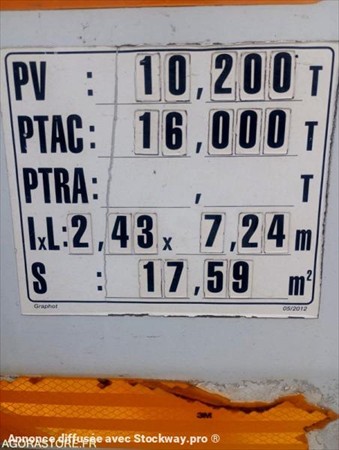 PV : 10,200 T
PTAC: 16,000 T
PTRA: , T
lxL: 2,43 x 7,24 m
S : 17,59 m²
Graphol 05/2012
3M
Annonce diffusée avec Stockway.pro ®
AGORASTORE.FR